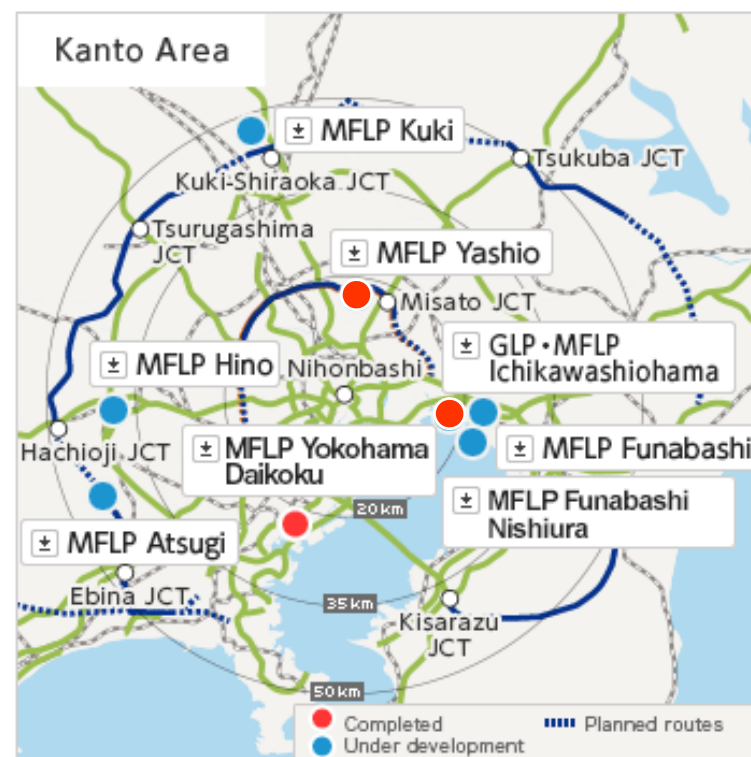 Kanto Area
MFLP Kuki
Tsukuba JCT
Kuki-Shiraoka JCT
Tsurugashima
JCT
MFLP Yashio
Misato JCT
GLP・MFLP
Ichikawashiohama
MFLP Hino
Nihonbashi
Hachioji JCT
MFLP Yokohama
Daikoku
MFLP Funabashi
20km
MFLP Funabashi
Nishiura
MFLP Atsugi
Ebina JCT
35km
Kisarazu
JCT
50km
Completed
Planned routes
Under development